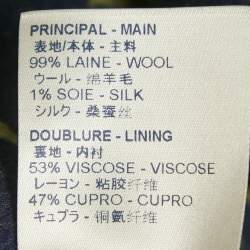 PRINCIPAL - MAIN
表地/本体 - 主料
99% LAINE - WOOL
ウール - 绵羊毛
1% SOIE - SILK
シルク - 桑蚕丝
DOUBLURE - LINING
裏地 - 内衬
53% VISCOSE - VISCOSE
レーヨン - 粘胶纤维
47% CUPRO - CUPRO
キュプラ - 铜氨纤维